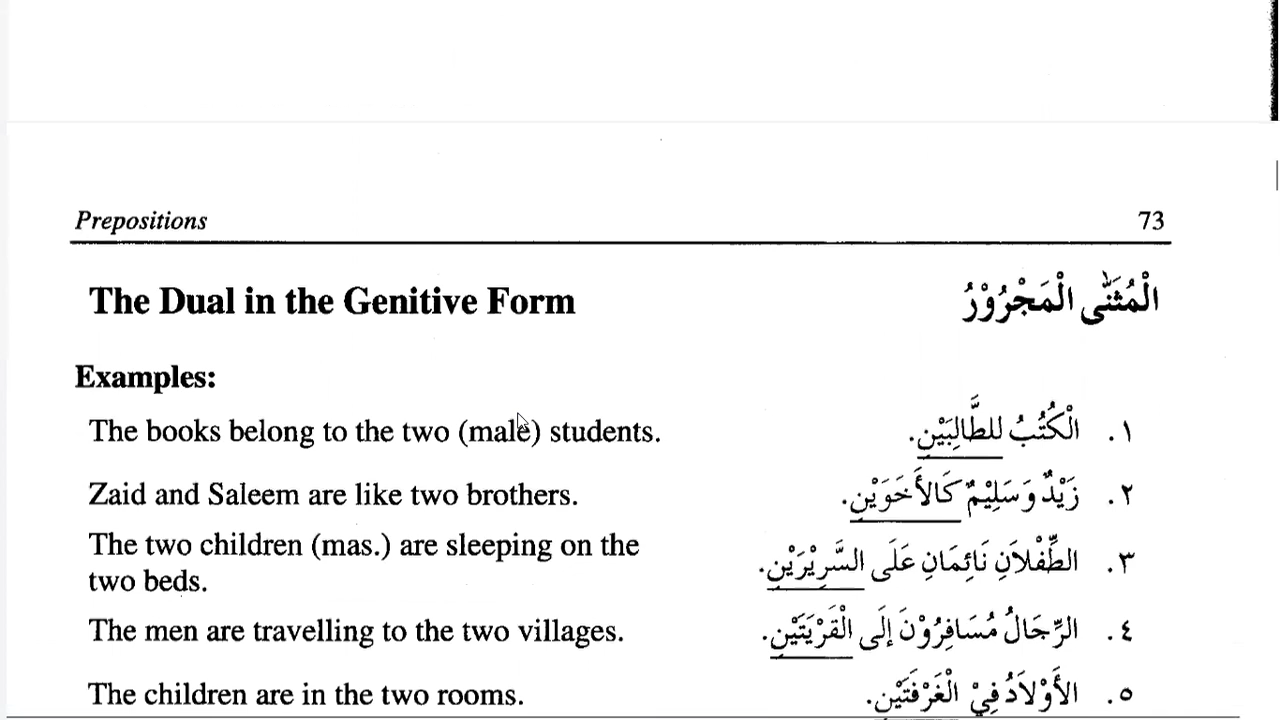 Prepositions 73
The Dual in the Genitive Form الْمُثَنَّى الْمَجْرُوْرُ
Examples:
The books belong to the two (male) students. ١. الْكُتُبُ للطَّالِبَيْنِ.
Zaid and Saleem are like two brothers. ٢. زَيْدٌ وَسَلِيْمٌ كَالأَخَوَيْنِ.
The two children (mas.) are sleeping on the
two beds. ٣. الطِّفْلاَنِ نَائِمَانِ عَلَى السَّرِيْرَيْنِ.
The men are travelling to the two villages. ٤. الرِّجَالُ مُسَافِرُوْنَ إِلَى الْقَرْيَتَيْنِ.
The children are in the two rooms. ٥. الأَوْلاَدُ فِيْ الْغَرْفَتَيْنِ.